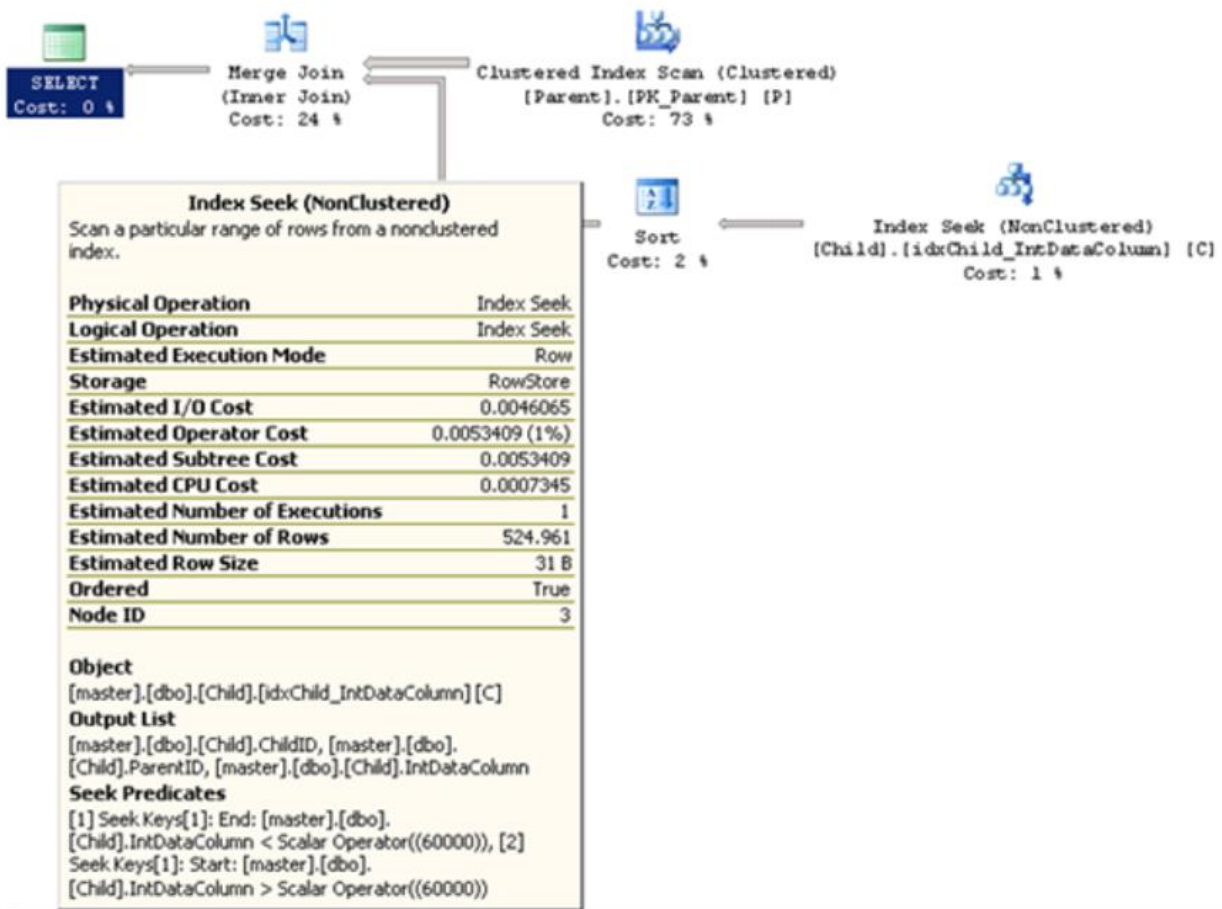 SELECT
Cost: 0 %
Merge Join
(Inner Join)
Cost: 24 %
Clustered Index Scan (Clustered)
[Parent].[PK_Parent] [P]
Cost: 73 %
Sort
Cost: 2 %
Index Seek (NonClustered)
[Child].[idxChild_IntDataColumn] [C]
Cost: 1 %
Index Seek (NonClustered)
Scan a particular range of rows from a nonclustered
index.
Physical Operation Index Seek
Logical Operation Index Seek
Estimated Execution Mode Row
Storage RowStore
Estimated I/O Cost 0.0046065
Estimated Operator Cost 0.0053409 (1%)
Estimated Subtree Cost 0.0053409
Estimated CPU Cost 0.0007345
Estimated Number of Executions 1
Estimated Number of Rows 524.961
Estimated Row Size 31 B
Ordered True
Node ID 3
Object
[master].[dbo].[Child].[idxChild_IntDataColumn] [C]
Output List
[master].[dbo].[Child].ChildID, [master].[dbo].
[Child].ParentID, [master].[dbo].[Child].IntDataColumn
Seek Predicates
[1] Seek Keys[1]: End: [master].[dbo].
[Child].IntDataColumn < Scalar Operator((60000)), [2]
Seek Keys[1]: Start: [master].[dbo].
[Child].IntDataColumn > Scalar Operator((60000))